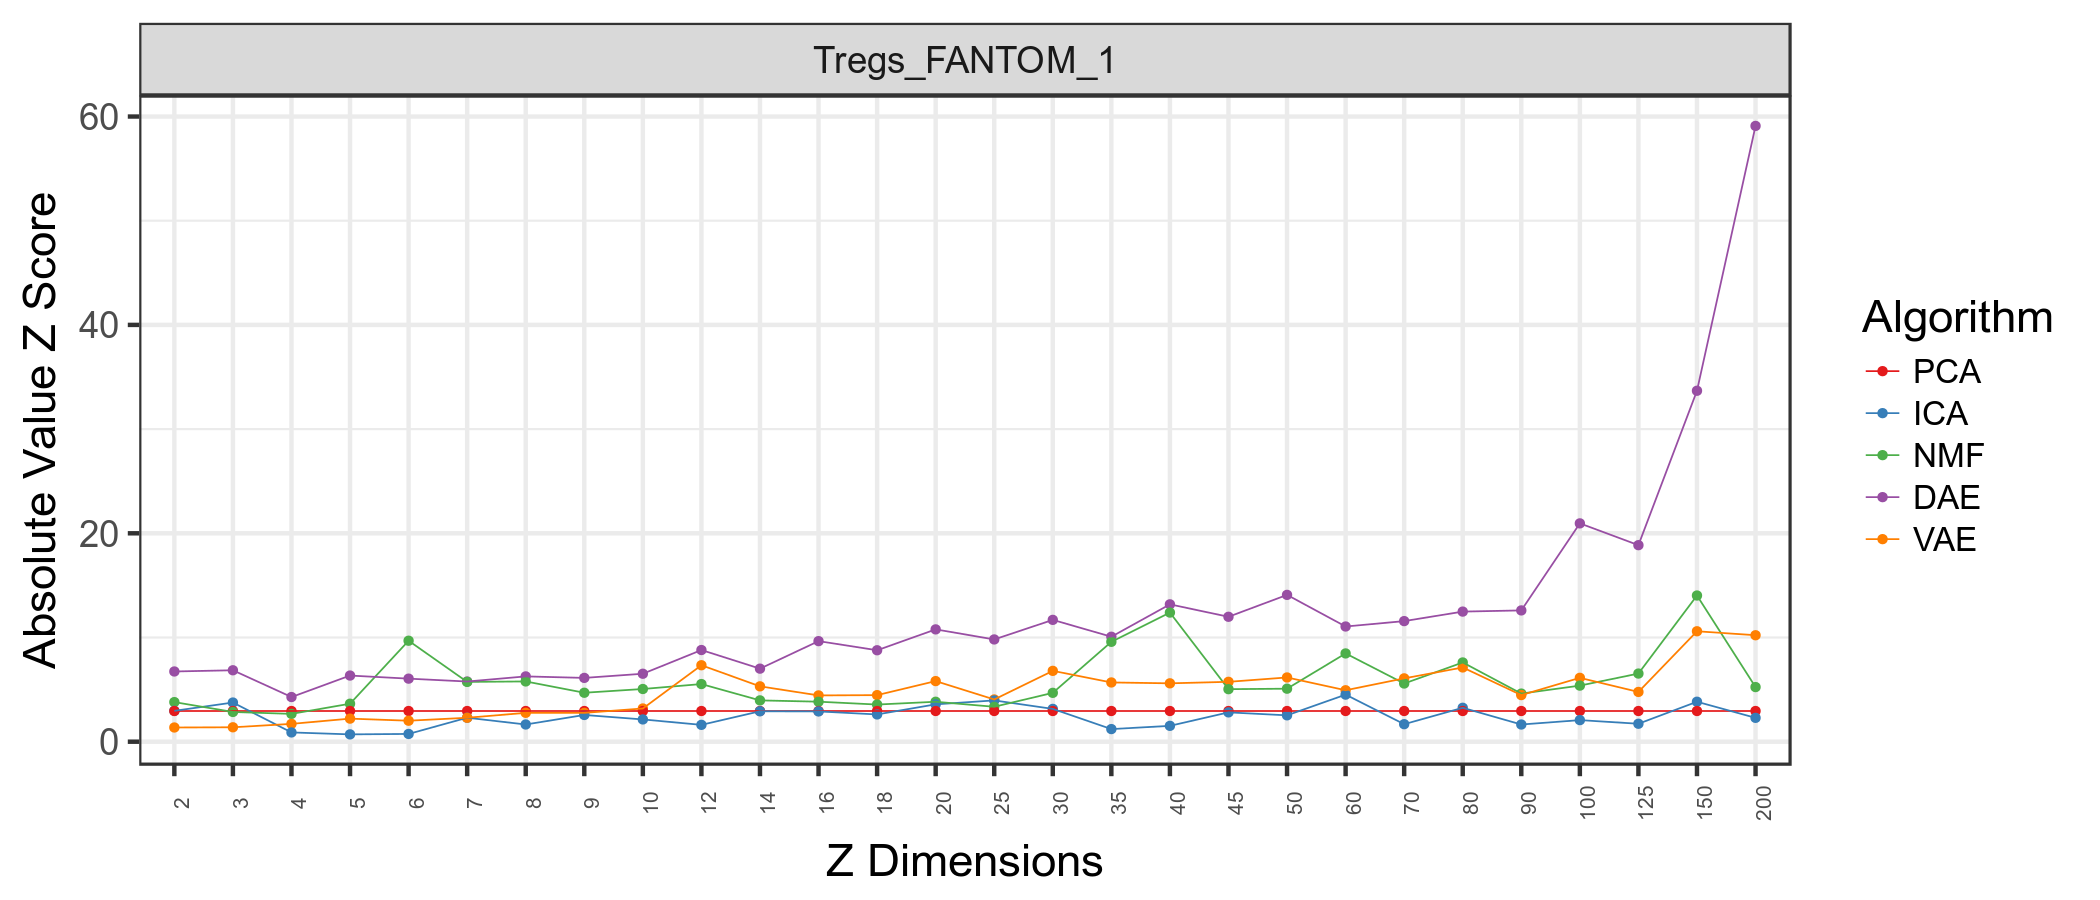 Tregs_FANTOM_1
Absolute Value Z Score
60
40
20
0
2 3 4 5 6 7 8 9 10 12 14 16 18 20 25 30 35 40 45 50 60 70 80 90 100 125 150 200
Z Dimensions
Algorithm
PCA
ICA
NMF
DAE
VAE